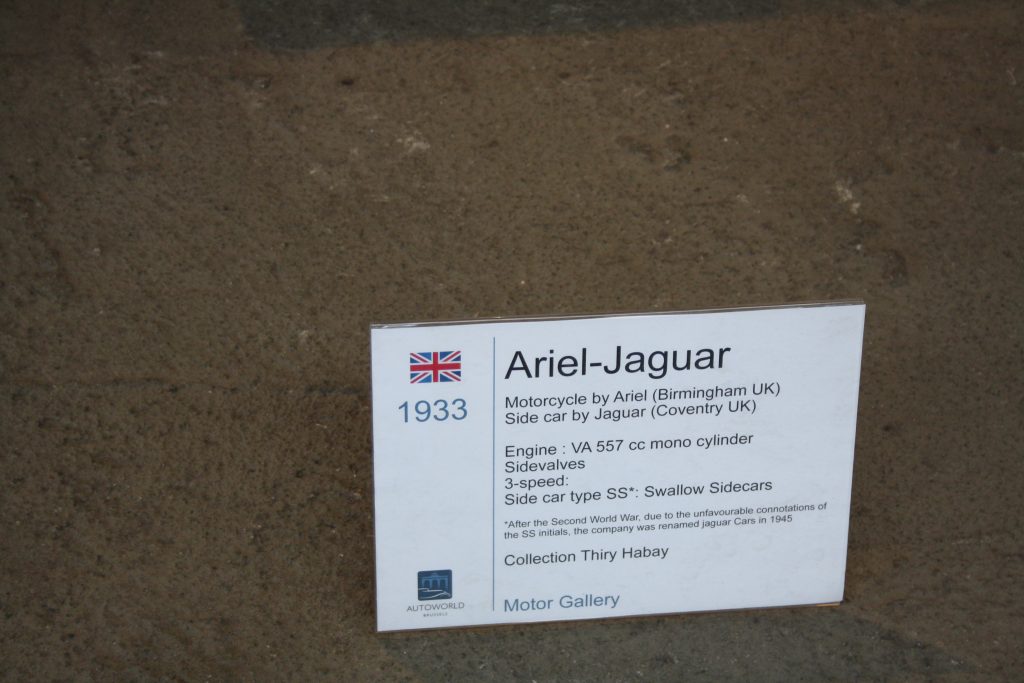 1933
AUTOWORLD
BRUSSELS
Ariel-Jaguar
Motorcycle by Ariel (Birmingham UK)
Side car by Jaguar (Coventry UK)
Engine : VA 557 cc mono cylinder
Sidevalves
3-speed:
Side car type SS*: Swallow Sidecars
*After the Second World War, due to the unfavourable connotations of
the SS initials, the company was renamed jaguar Cars in 1945
Collection Thiry Habay
Motor Gallery